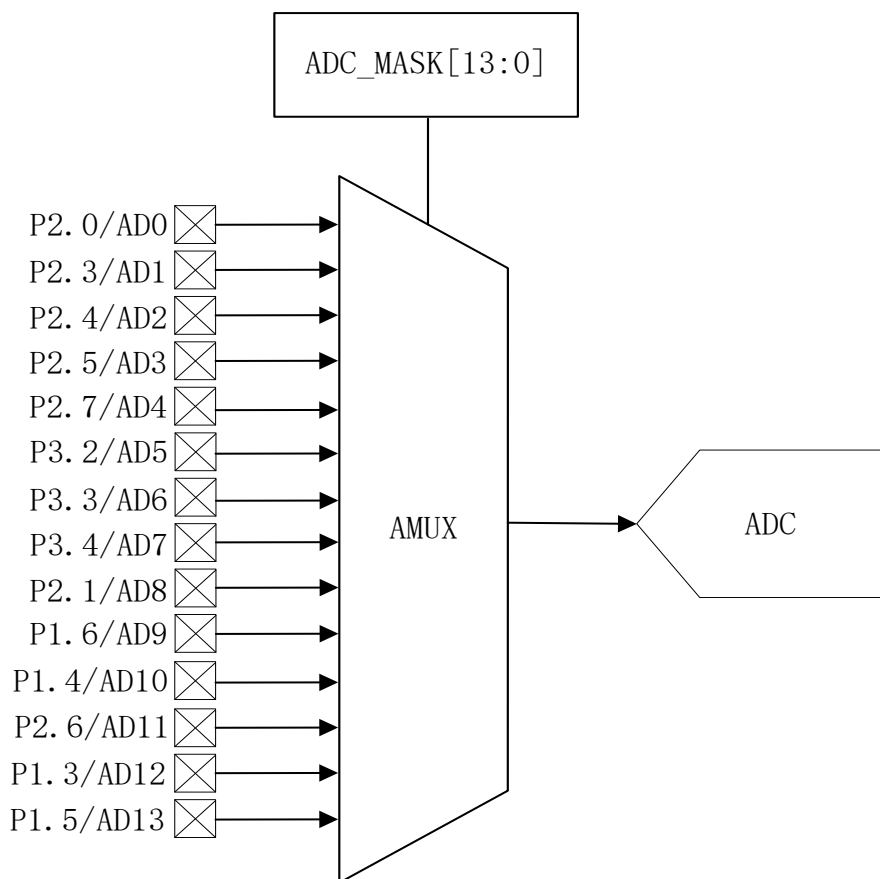 ADC_MASK[13:0]
P2.0/AD0
P2.3/AD1
P2.4/AD2
P2.5/AD3
P2.7/AD4
P3.2/AD5
P3.3/AD6
P3.4/AD7
P2.1/AD8
P1.6/AD9
P1.4/AD10
P2.6/AD11
P1.3/AD12
P1.5/AD13
AMUX
ADC